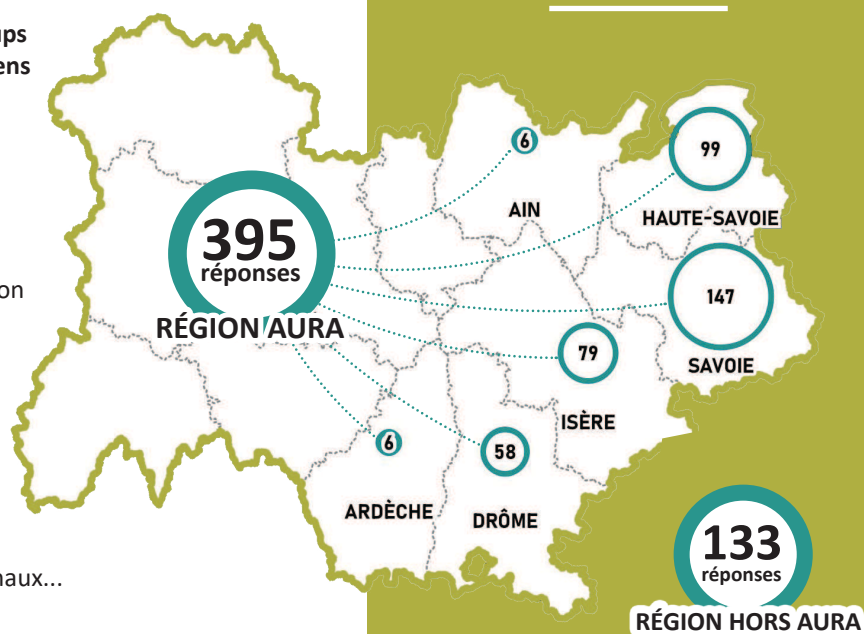 ups
ens
on
naux...
395
réponses
RÉGION AURA
6
AIN
99
HAUTE-SAVOIE
147
SAVOIE
79
ISÈRE
6
ARDÈCHE
58
DRÔME
133
réponses
RÉGION HORS AURA